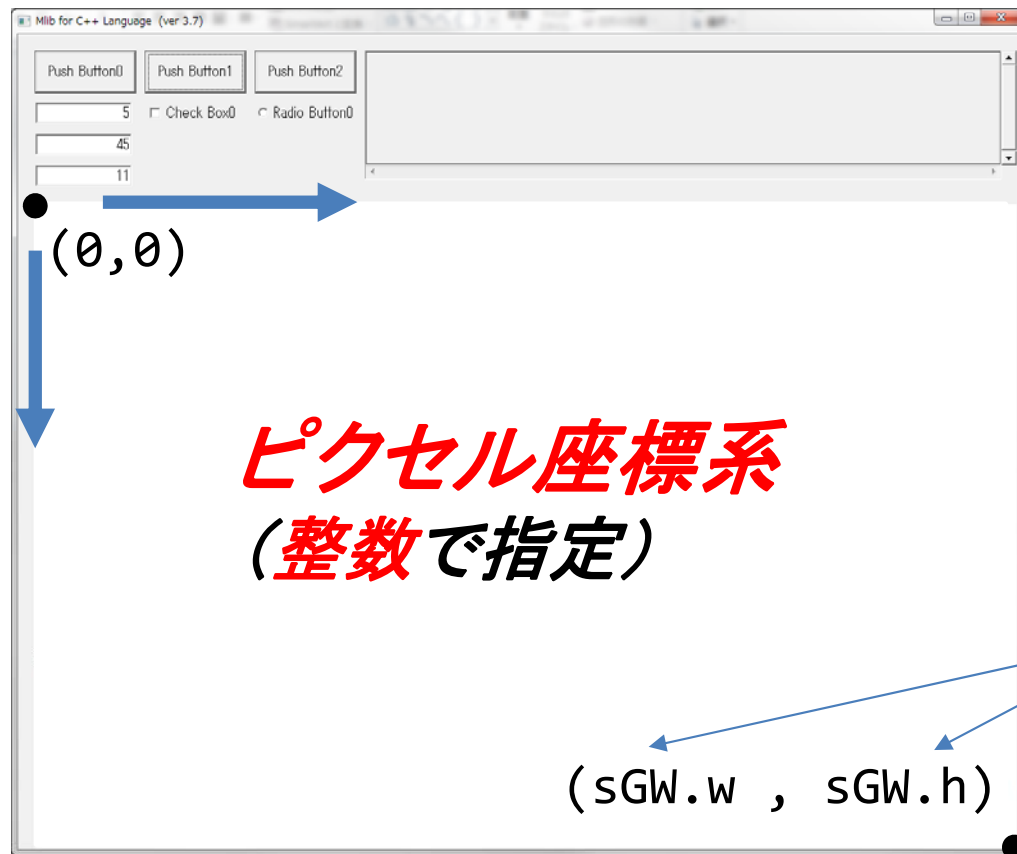 Mlib for C++ Language (ver 3.7)
Push Button0 Push Button1 Push Button2
5 Check Box0 Radio Button0
45
11
(0,0)
ピクセル座標系
(整数で指定)
(sGW.w , sGW.h)